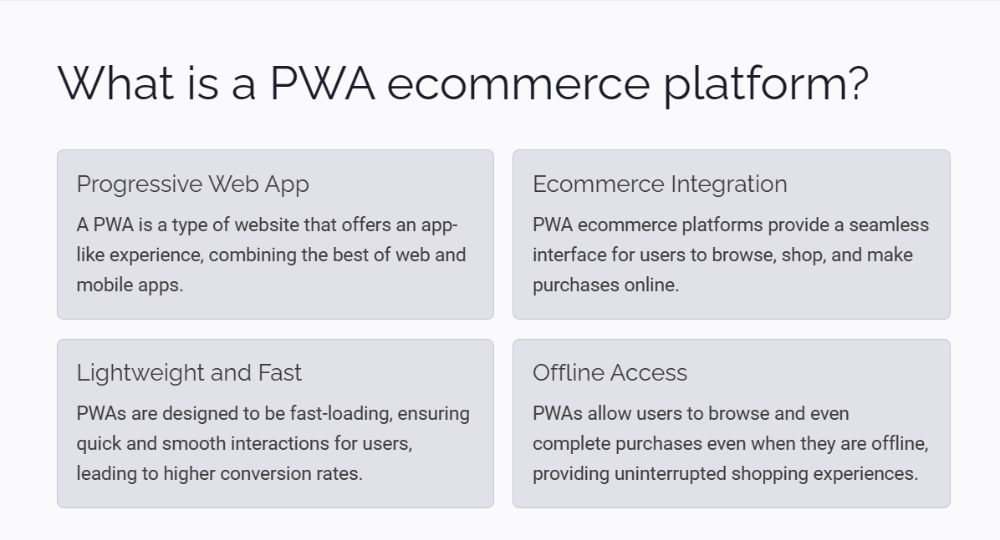 What is a PWA ecommerce platform?
Progressive Web App
A PWA is a type of website that offers an app-
like experience, combining the best of web and
mobile apps.
Ecommerce Integration
PWA ecommerce platforms provide a seamless
interface for users to browse, shop, and make
purchases online.
Lightweight and Fast
PWAs are designed to be fast-loading, ensuring
quick and smooth interactions for users,
leading to higher conversion rates.
Offline Access
PWAs allow users to browse and even
complete purchases even when they are offline,
providing uninterrupted shopping experiences.